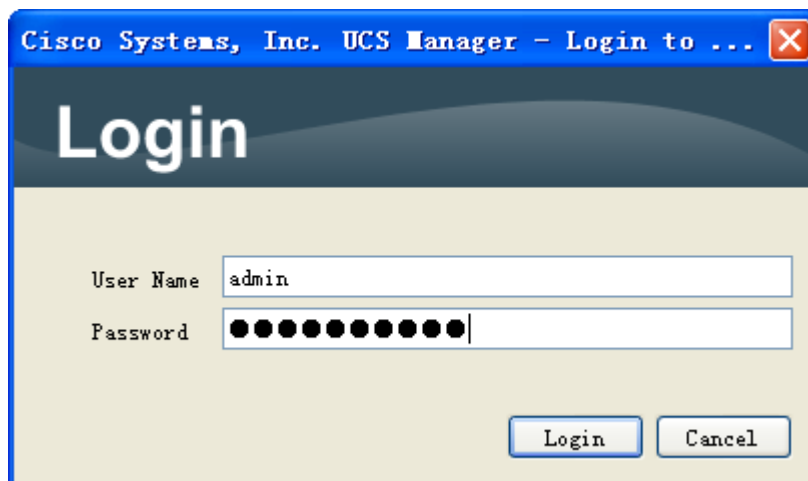 Cisco Systems, Inc. UCS Manager - Login to ...
Login
User Name admin
Password ●●●●●●●●●●
Login Cancel